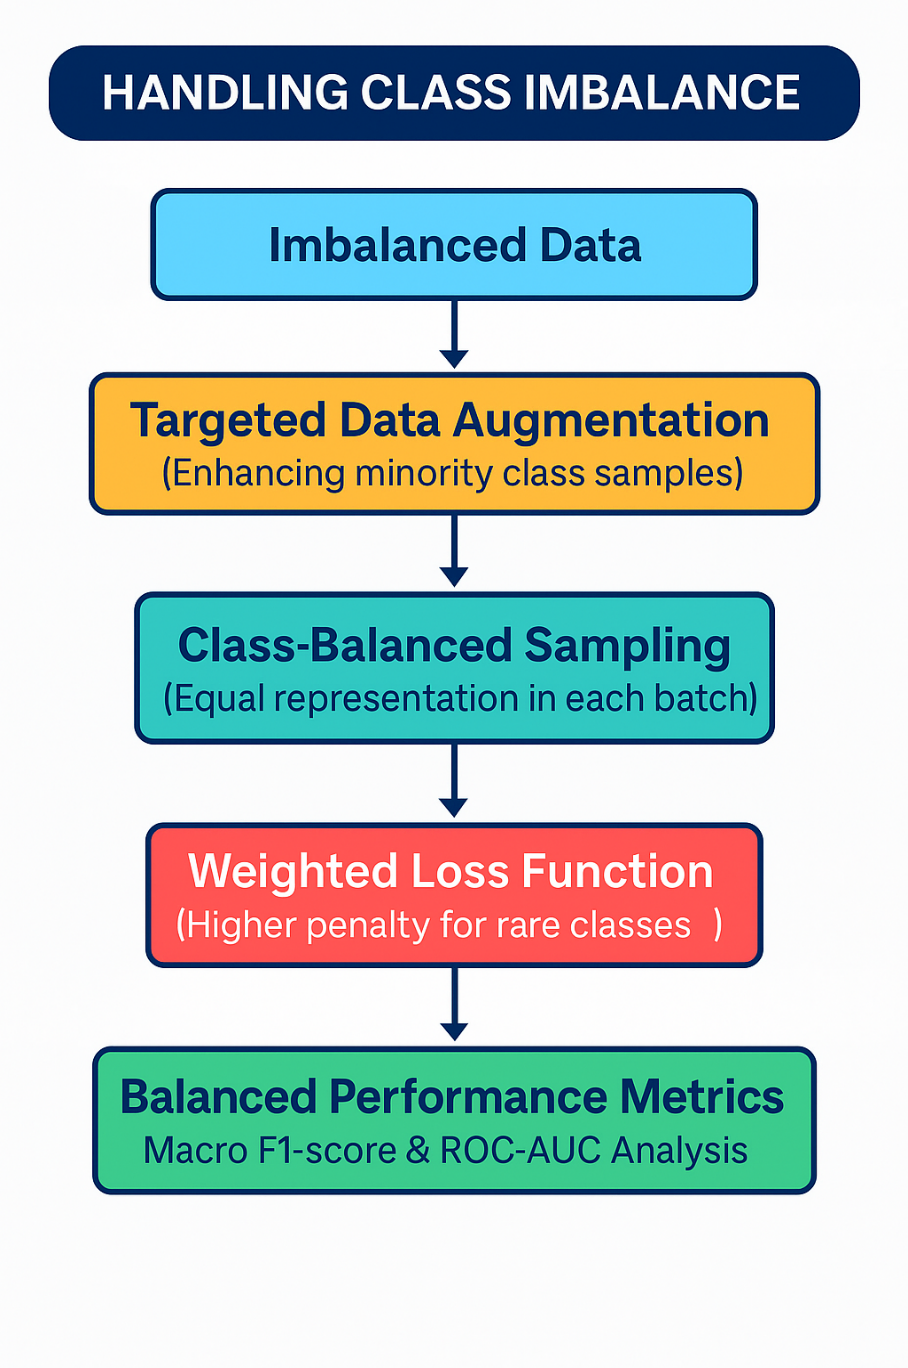 HANDLING CLASS IMBALANCE
Imbalanced Data
Targeted Data Augmentation
(Enhancing minority class samples)
Class-Balanced Sampling
(Equal representation in each batch)
Weighted Loss Function
(Higher penalty for rare classes )
Balanced Performance Metrics
Macro F1-score & ROC-AUC Analysis